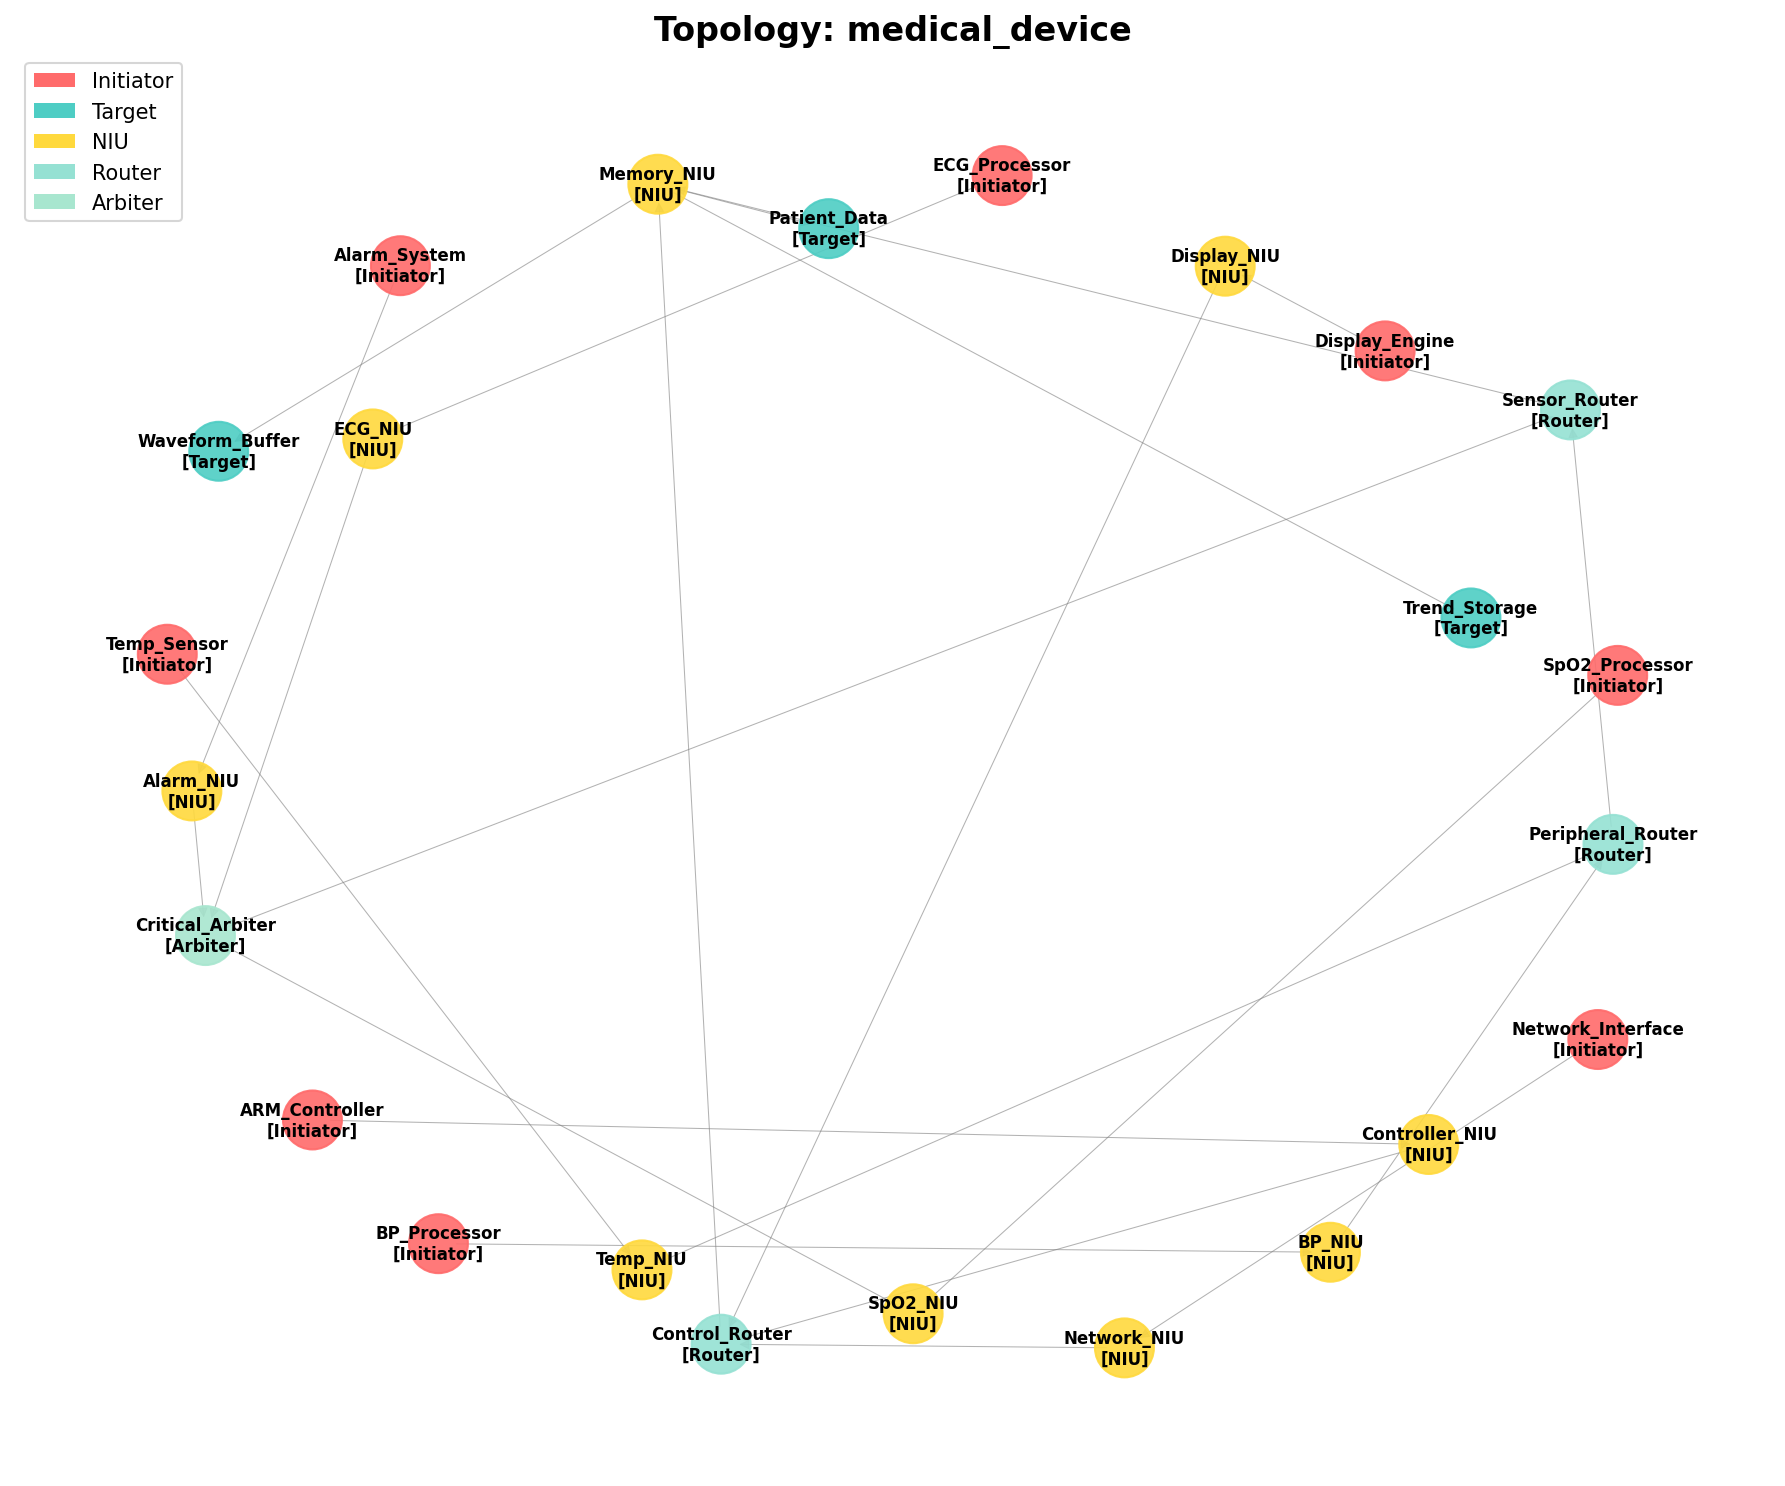 Topology: medical_device
Initiator
Target
NIU
Router
Arbiter
Memory_NIU
[NIU]
ECG_Processor
[Initiator]
Patient_Data
[Target]
Alarm_System
[Initiator]
Display_NIU
[NIU]
Display_Engine
[Initiator]
Sensor_Router
[Router]
Waveform_Buffer
[Target]
ECG_NIU
[NIU]
Trend_Storage
[Target]
Temp_Sensor
[Initiator]
SpO2_Processor
[Initiator]
Alarm_NIU
[NIU]
Peripheral_Router
[Router]
Critical_Arbiter
[Arbiter]
Network_Interface
[Initiator]
ARM_Controller
[Initiator]
Controller_NIU
[NIU]
BP_Processor
[Initiator]
Temp_NIU
[NIU]
BP_NIU
[NIU]
SpO2_NIU
[NIU]
Control_Router
[Router]
Network_NIU
[NIU]